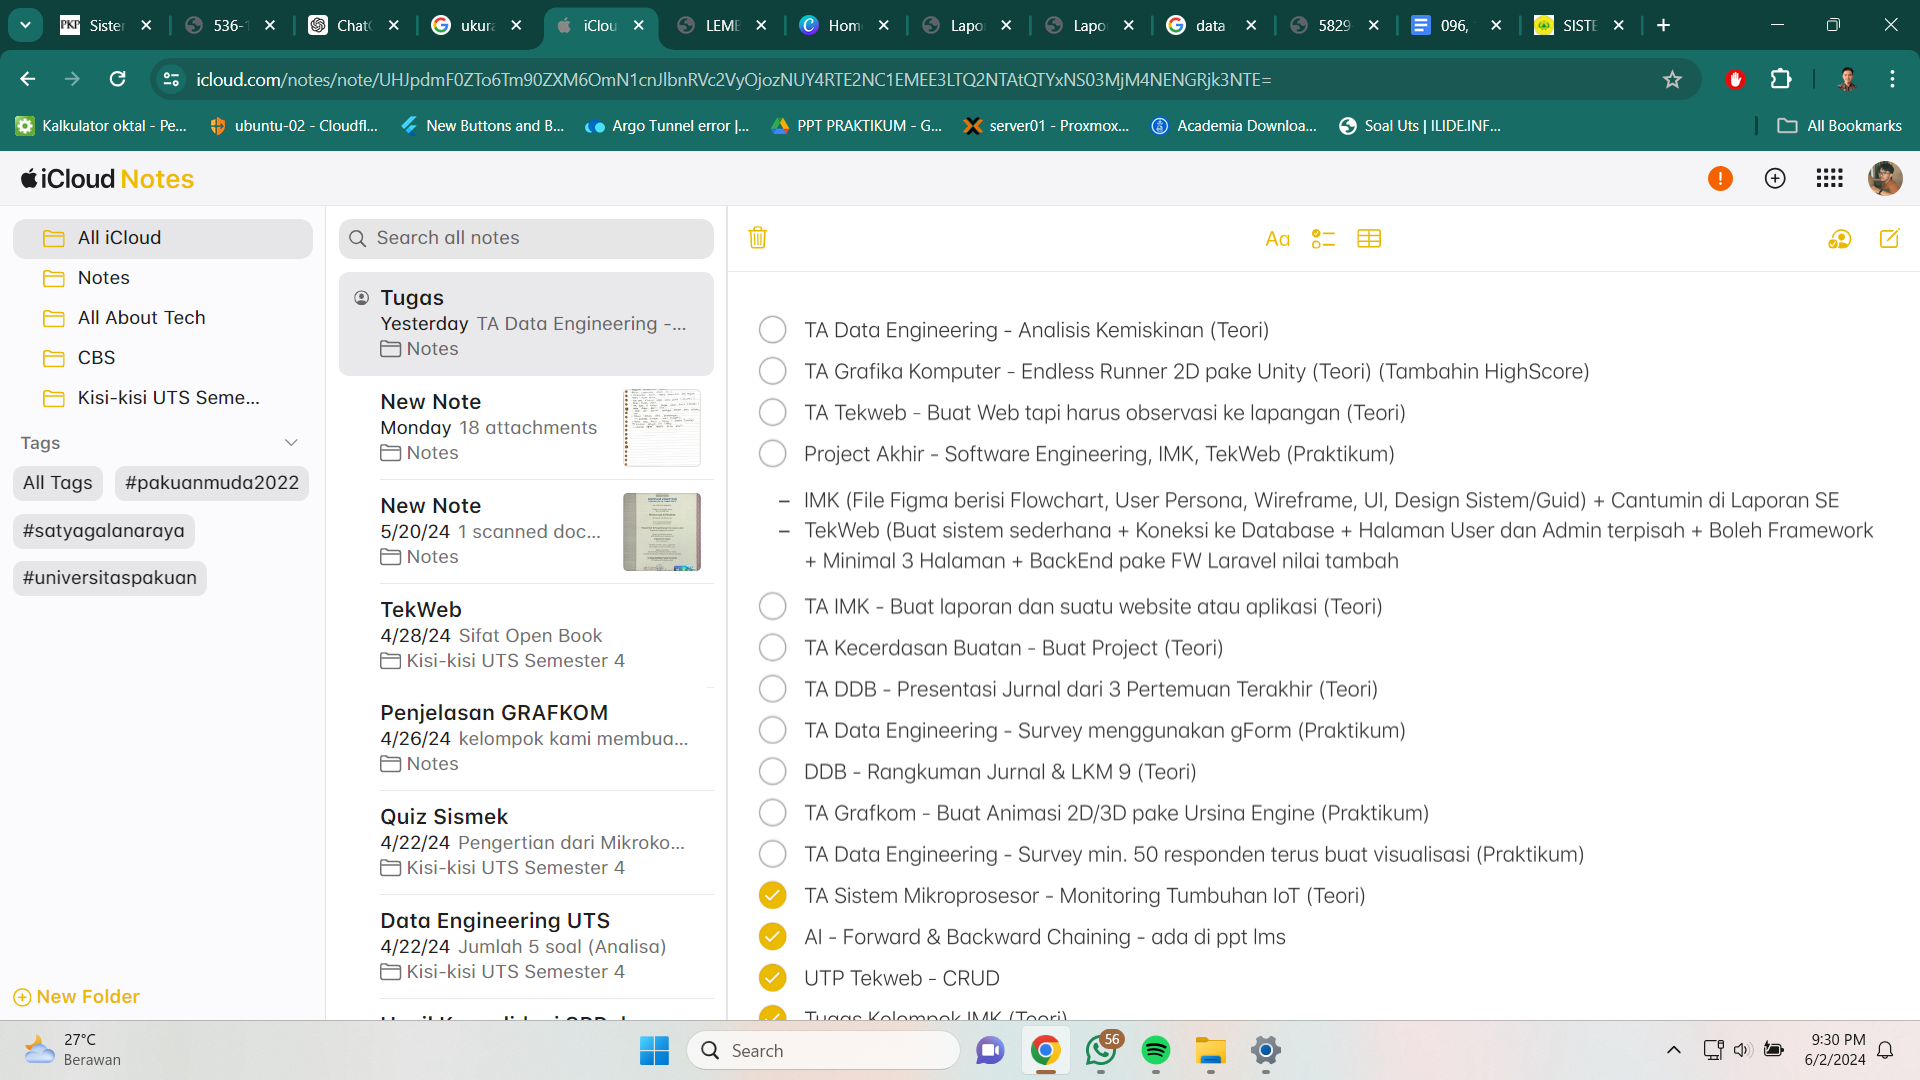 Sister
536-1
Chat
ukura
iClou
LEME
Home
Lapo
Lapo
data
5829
096,
SISTE
icloud.com/notes/note/UHJpdmF0ZTo6Tm90ZXM6OmN1cnJlbnRVc2VyOjozNUY4RTE2NC1EMEE3LTQ2NTAtQTYxNS03MjM4NENGRjk3NTE=
Kalkulator oktal - Pe...
ubuntu-02 - Cloudfl...
New Buttons and B...
Argo Tunnel error |...
PPT PRAKTIKUM - G...
server01 - Proxmox...
Academia Downloa...
Soal Uts | ILIDE.INF...
All Bookmarks
iCloud Notes
All iCloud
Notes
All About Tech
CBS
Kisi-kisi UTS Seme...
Tags
All Tags
#pakuanmuda2022
#satyagalanaraya
#universitaspakuan
New Folder
Search all notes
Tugas
Yesterday TA Data Engineering -...
Notes
New Note
Monday 18 attachments
Notes
New Note
5/20/24 1 scanned doc...
Notes
TekWeb
4/28/24 Sifat Open Book
Kisi-kisi UTS Semester 4
Penjelasan GRAFKOM
4/26/24 kelompok kami membua...
Notes
Quiz Sismek
4/22/24 Pengertian dari Mikroko...
Kisi-kisi UTS Semester 4
Data Engineering UTS
4/22/24 Jumlah 5 soal (Analisa)
Kisi-kisi UTS Semester 4
Aa
TA Data Engineering - Analisis Kemiskinan (Teori)
TA Grafika Komputer - Endless Runner 2D pake Unity (Teori) (Tambahin HighScore)
TA Tekweb - Buat Web tapi harus observasi ke lapangan (Teori)
Project Akhir - Software Engineering, IMK, TekWeb (Praktikum)
– IMK (File Figma berisi Flowchart, User Persona, Wireframe, UI, Design Sistem/Guid) + Cantumin di Laporan SE
– TekWeb (Buat sistem sederhana + Koneksi ke Database + Halaman User dan Admin terpisah + Boleh Framework
+ Minimal 3 Halaman + BackEnd pake FW Laravel nilai tambah
TA IMK - Buat laporan dan suatu website atau aplikasi (Teori)
TA Kecerdasan Buatan - Buat Project (Teori)
TA DDB - Presentasi Jurnal dari 3 Pertemuan Terakhir (Teori)
TA Data Engineering - Survey menggunakan gForm (Praktikum)
DDB - Rangkuman Jurnal & LKM 9 (Teori)
TA Grafkom - Buat Animasi 2D/3D pake Ursina Engine (Praktikum)
TA Data Engineering - Survey min. 50 responden terus buat visualisasi (Praktikum)
TA Sistem Mikroprosesor - Monitoring Tumbuhan IoT (Teori)
AI - Forward & Backward Chaining - ada di ppt lms
UTP Tekweb - CRUD
Tugas Kelompok IMK (Teori)
27°C
Berawan
Search
56
9:30 PM
6/2/2024